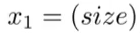 x₁ = (size)